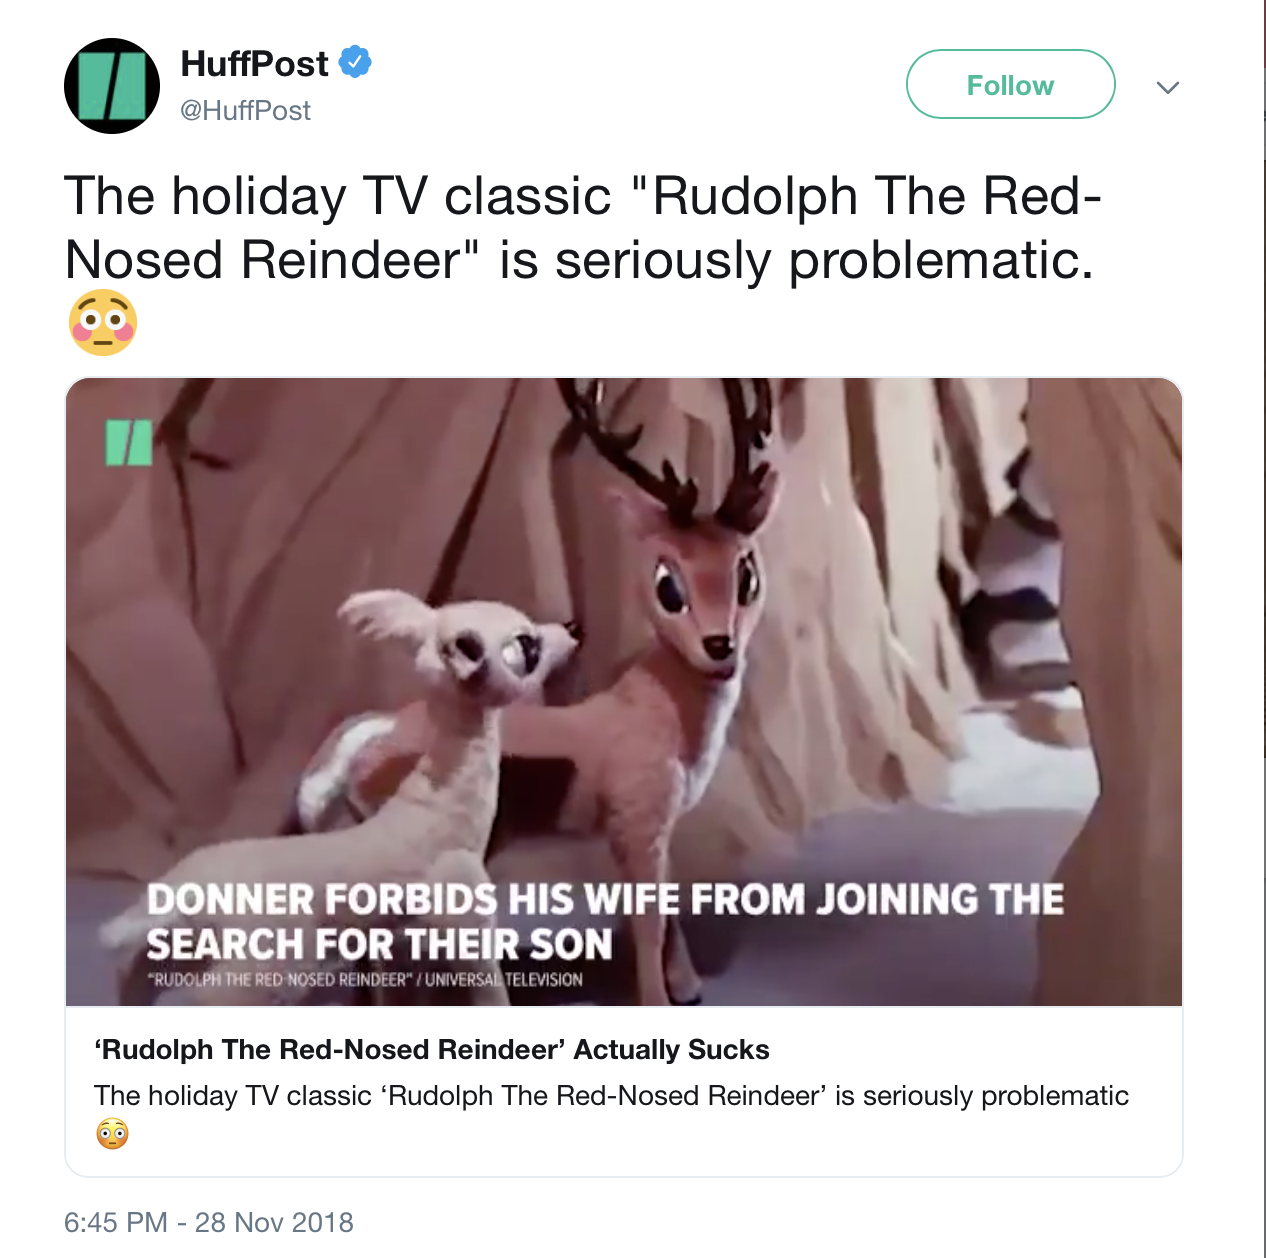 HuffPost
@HuffPost
Follow
The holiday TV classic "Rudolph The Red-
Nosed Reindeer" is seriously problematic.
😳
DONNER FORBIDS HIS WIFE FROM JOINING THE
SEARCH FOR THEIR SON
"RUDOLPH THE RED-NOSED REINDEER" / UNIVERSAL TELEVISION
‘Rudolph The Red-Nosed Reindeer’ Actually Sucks
The holiday TV classic ‘Rudolph The Red-Nosed Reindeer’ is seriously problematic
😳
6:45 PM - 28 Nov 2018